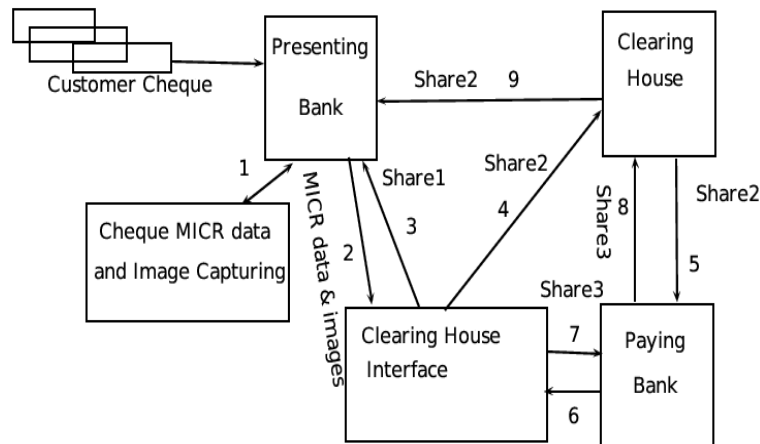 Customer Cheque
Presenting
Bank
Clearing
House
Share2 9
1
Cheque MICR data
and Image Capturing
MICR data & images
2
Share1
3
Share2
4
Share3
8
Share2
5
Clearing House
Interface
Share3
7
6
Paying
Bank